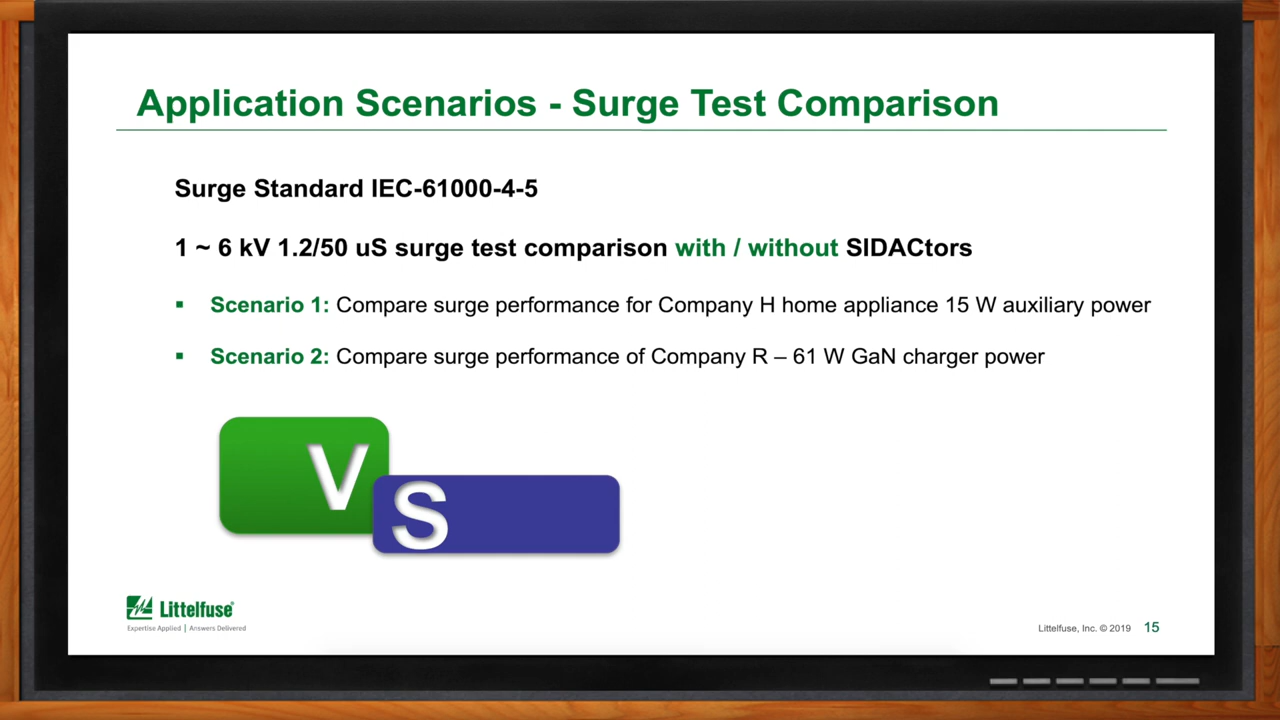 Application Scenarios - Surge Test Comparison
Surge Standard IEC-61000-4-5
1 ~ 6 kV 1.2/50 uS surge test comparison with / without SIDACtors
▪ Scenario 1: Compare surge performance for Company H home appliance 15 W auxiliary power
▪ Scenario 2: Compare surge performance of Company R – 61 W GaN charger power
V
S
Littelfuse®
Expertise Applied | Answers Delivered
Littelfuse, Inc. © 2019 15